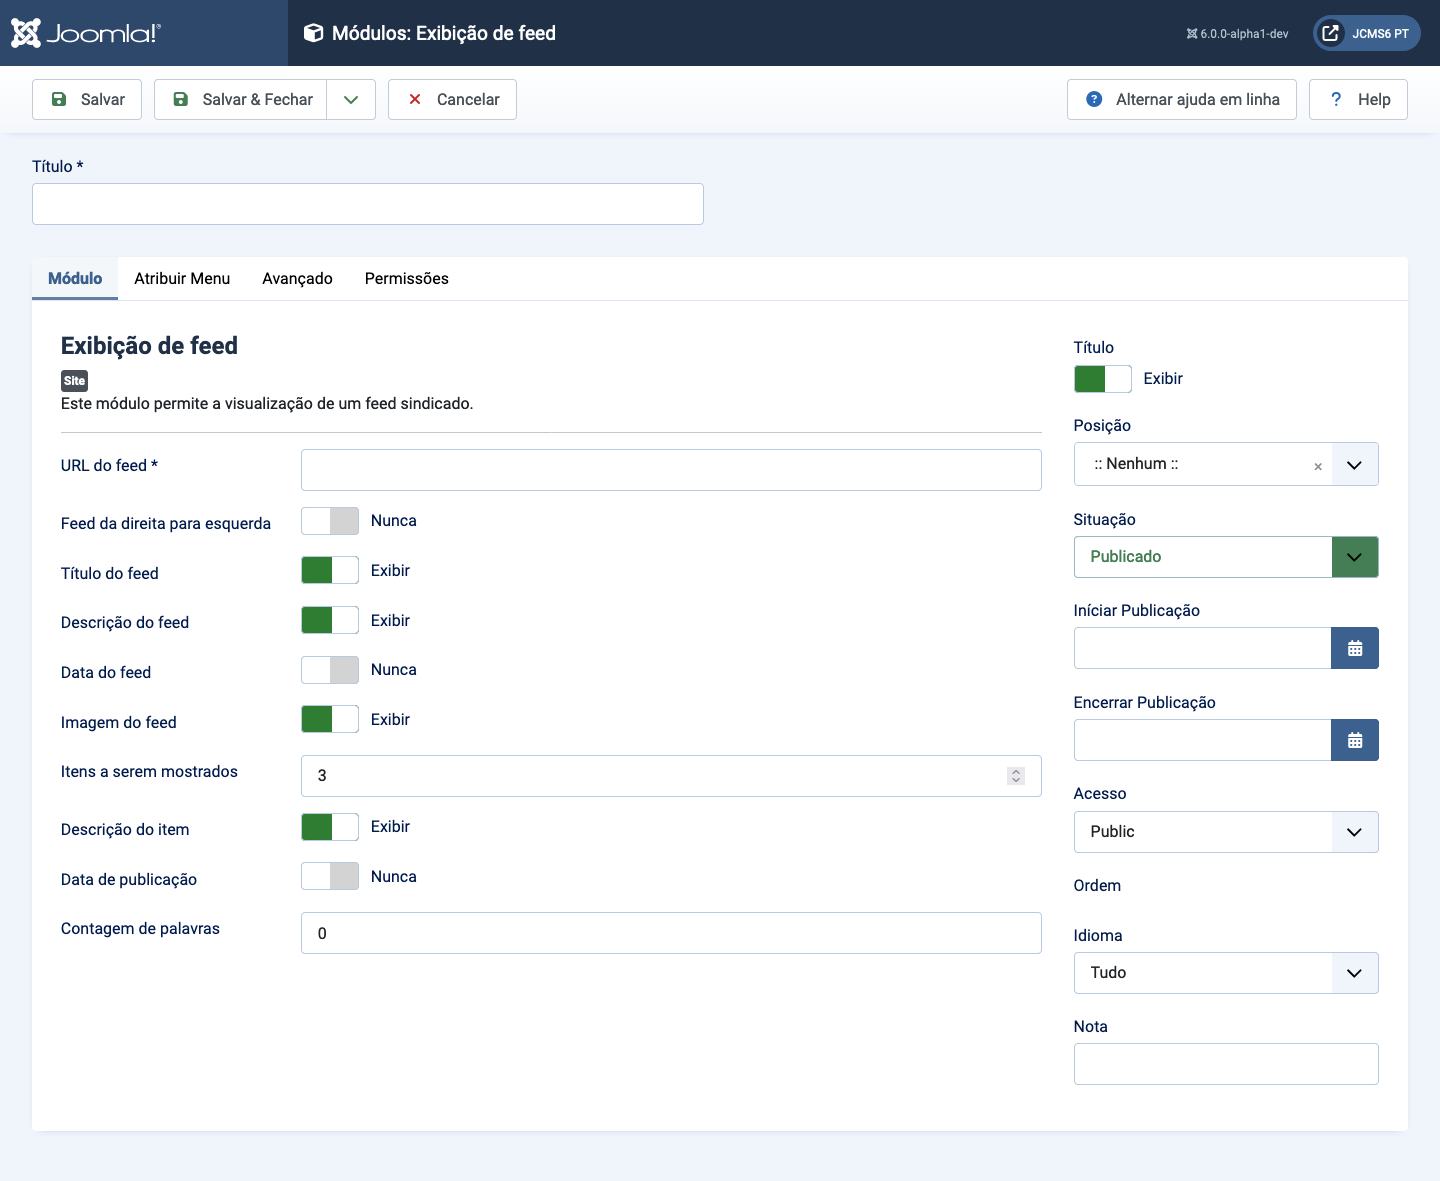 Joomla!®
Módulos: Exibição de feed
6.0.0-alpha1-dev
JCMS6 PT
Salvar
Salvar & Fechar
Cancelar
Alternar ajuda em linha
Help
Título *
Módulo
Atribuir Menu
Avançado
Permissões
Exibição de feed
Site
Este módulo permite a visualização de um feed sindicado.
URL do feed *
Feed da direita para esquerda
Nunca
Título do feed
Exibir
Descrição do feed
Exibir
Data do feed
Nunca
Imagem do feed
Exibir
Itens a serem mostrados
3
Descrição do item
Exibir
Data de publicação
Nunca
Contagem de palavras
0
Título
Exibir
Posição
:: Nenhum ::
Situação
Publicado
Iníciar Publicação
Encerrar Publicação
Acesso
Public
Ordem
Idioma
Tudo
Nota